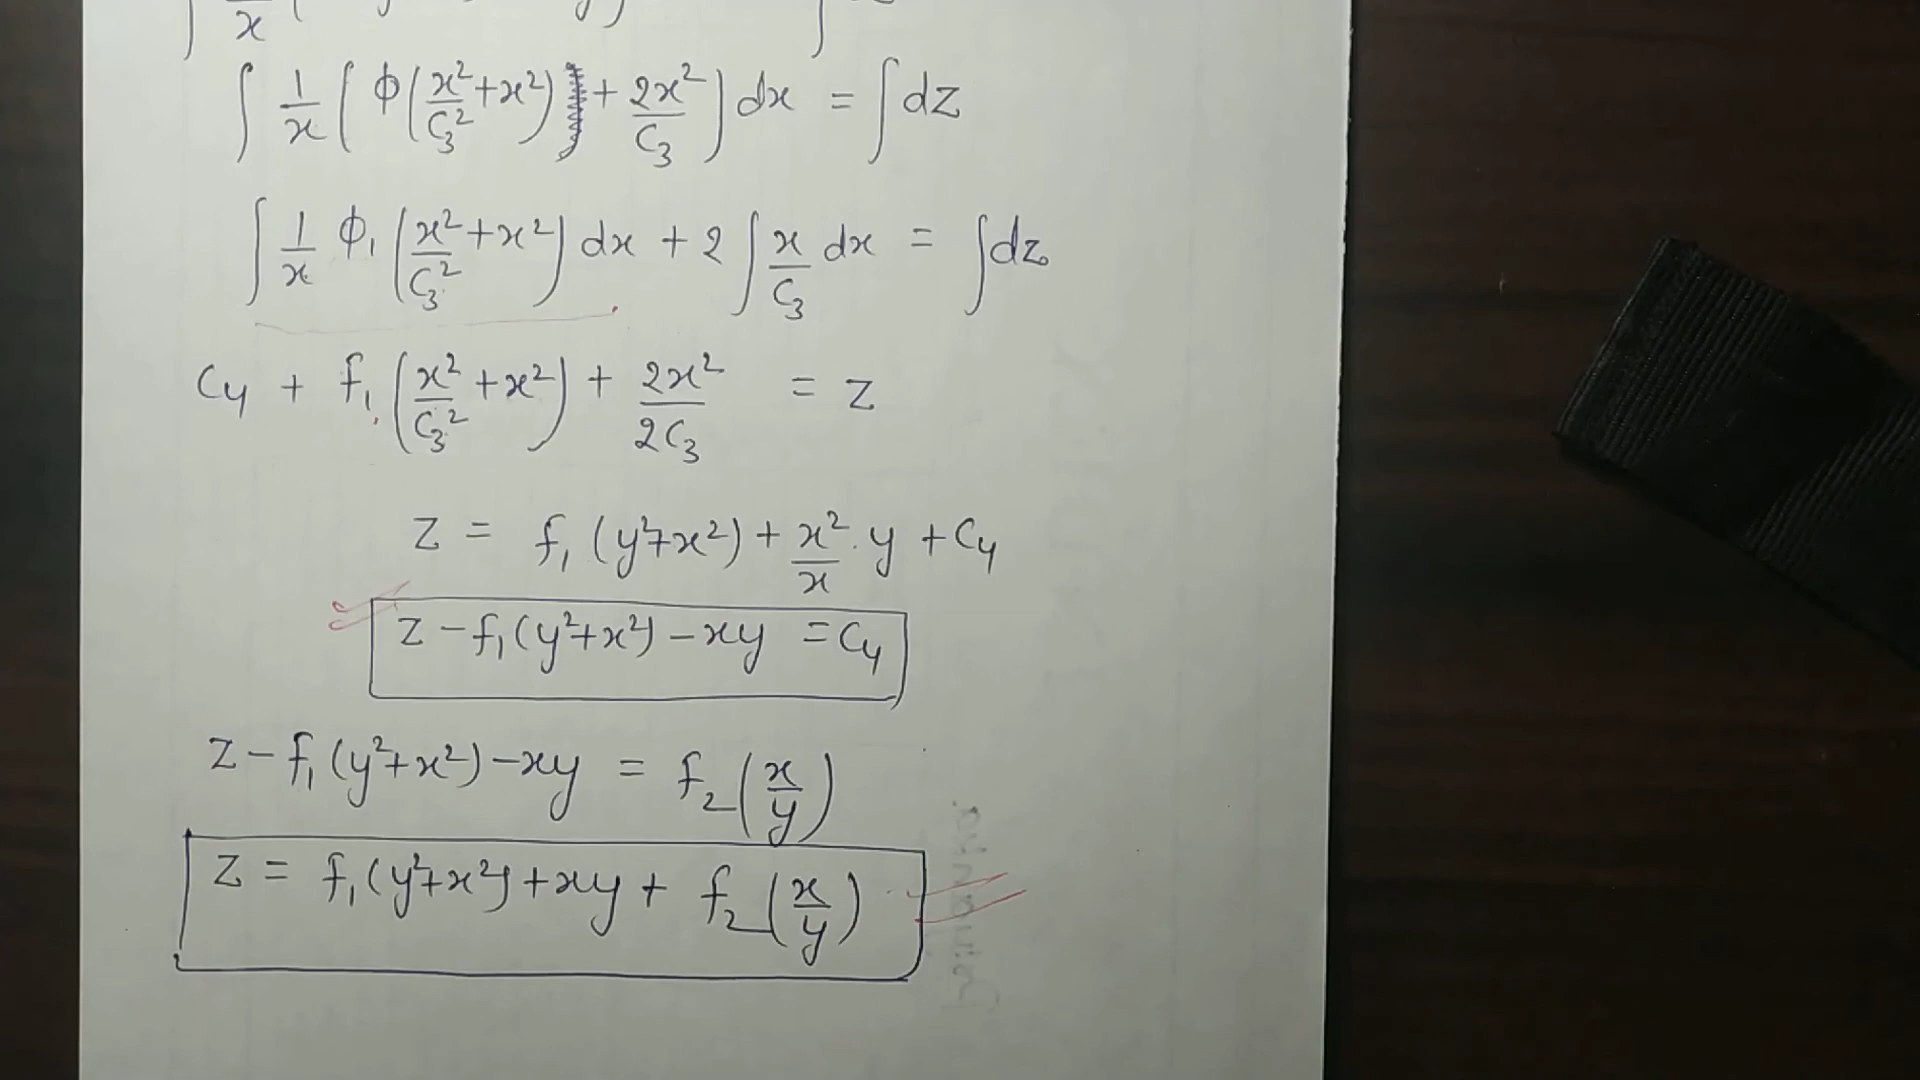 ∫ 1/x ( ϕ(x²/C₃² + x²) + 2x²/C₃ ) dx = ∫ dz
∫ 1/x ϕ₁ (x²/C₃² + x²) dx + 2 ∫ x/C₃ dx = ∫ dz.
C₄ + f₁ (x²/C₃² + x²) + 2x²/2C₃ = z
z = f₁ (y²+x²) + x²/x · y + C₄
z - f₁(y²+x²) - xy = C₄
z - f₁(y²+x²) - xy = f₂(x/y)
z = f₁(y²+x²) + xy + f₂(x/y)